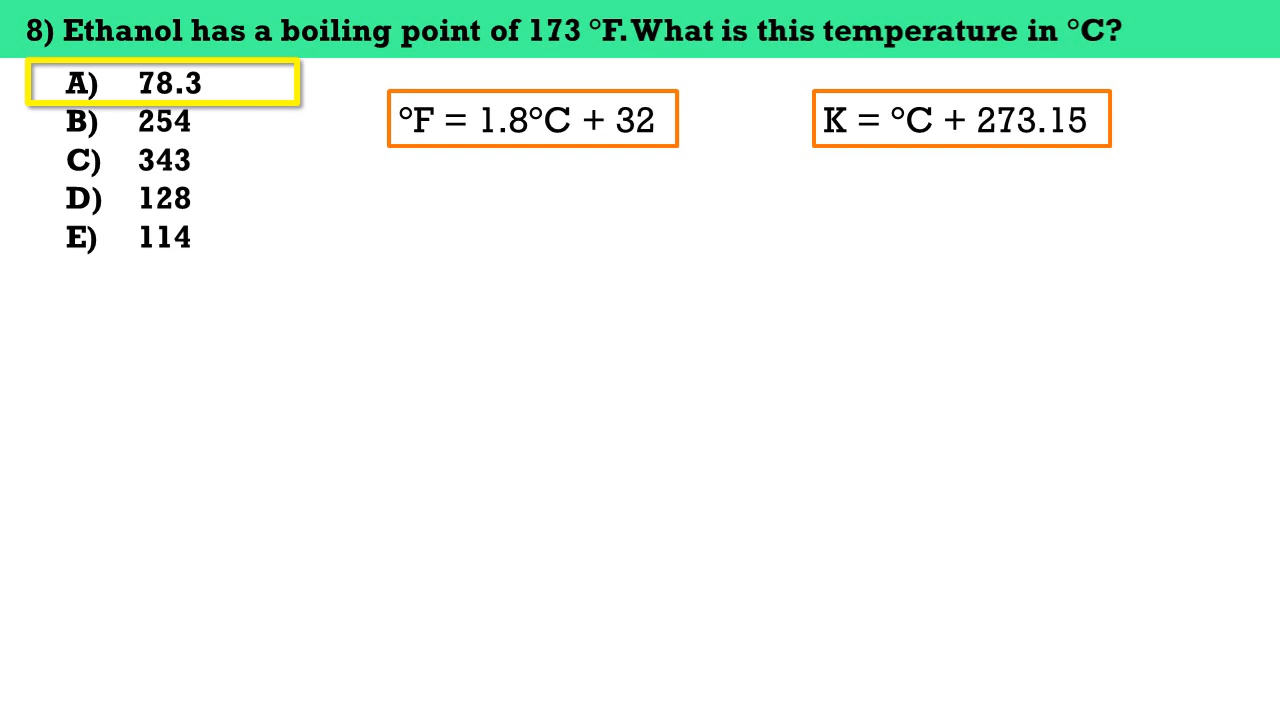 8) Ethanol has a boiling point of 173 °F. What is this temperature in °C?
A) 78.3
B) 254
C) 343
D) 128
E) 114
°F = 1.8°C + 32
K = °C + 273.15